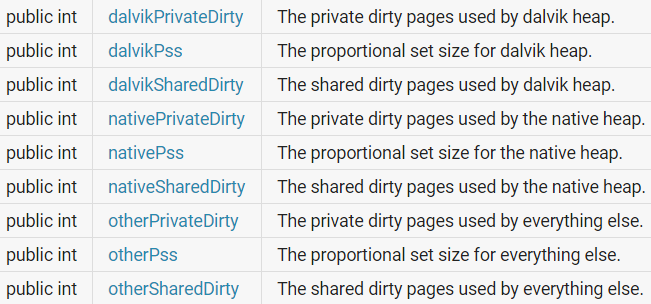 public int dalvikPrivateDirty The private dirty pages used by dalvik heap.
public int dalvikPss The proportional set size for dalvik heap.
public int dalvikSharedDirty The shared dirty pages used by dalvik heap.
public int nativePrivateDirty The private dirty pages used by the native heap.
public int nativePss The proportional set size for the native heap.
public int nativeSharedDirty The shared dirty pages used by the native heap.
public int otherPrivateDirty The private dirty pages used by everything else.
public int otherPss The proportional set size for everything else.
public int otherSharedDirty The shared dirty pages used by everything else.